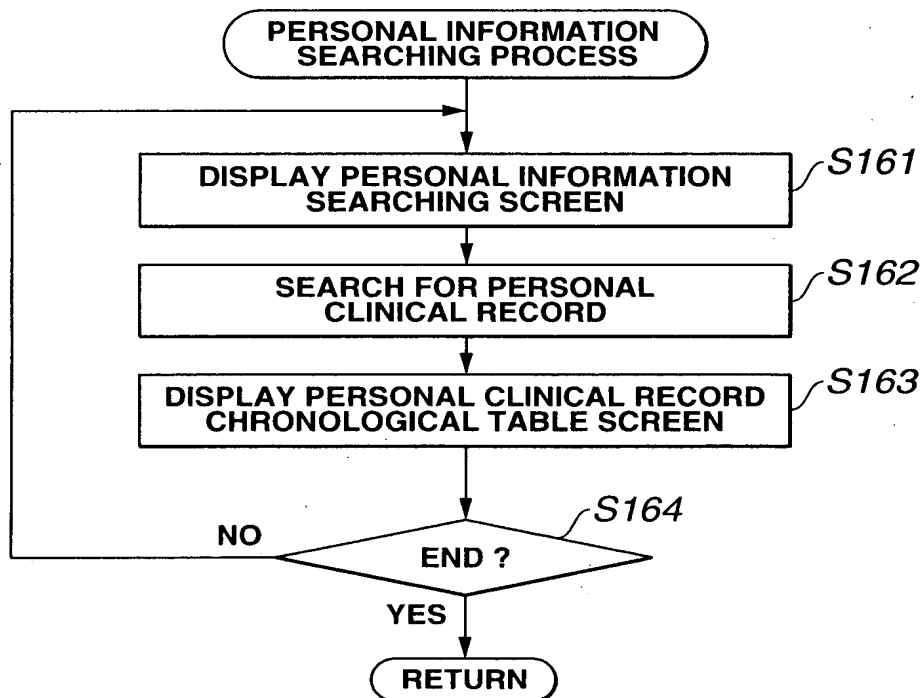 PERSONAL INFORMATION
SEARCHING PROCESS
DISPLAY PERSONAL INFORMATION
SEARCHING SCREEN
S161
SEARCH FOR PERSONAL
CLINICAL RECORD
S162
DISPLAY PERSONAL CLINICAL RECORD
CHRONOLOGICAL TABLE SCREEN
S163
S164
NO
END ?
YES
RETURN